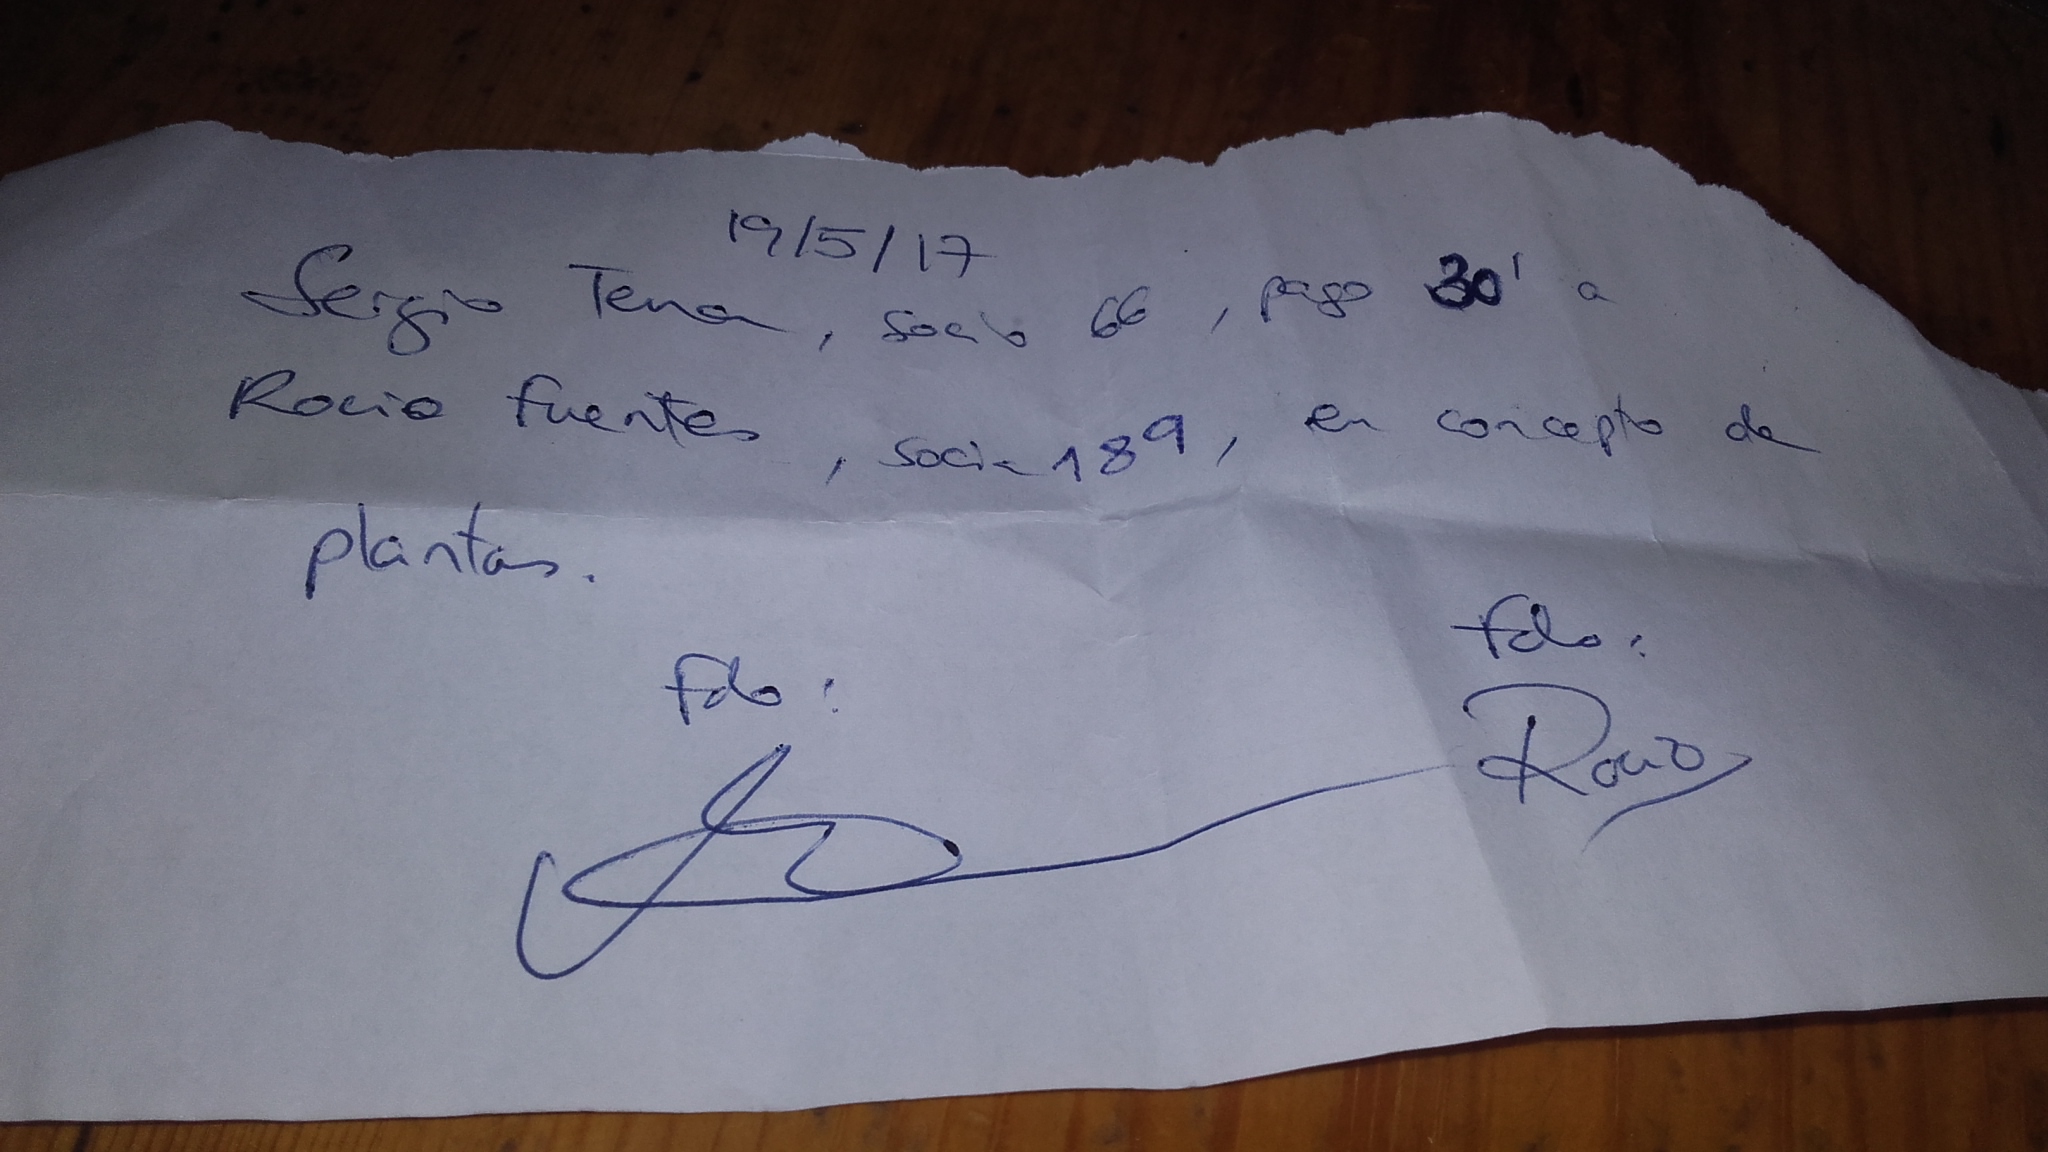 19/5/17
Sergio Tena, socio 66, pago 30' a
Rocio Fuentes, socia 189, en concepto de
plantas.
Fdo:
Fdo:
Rocio